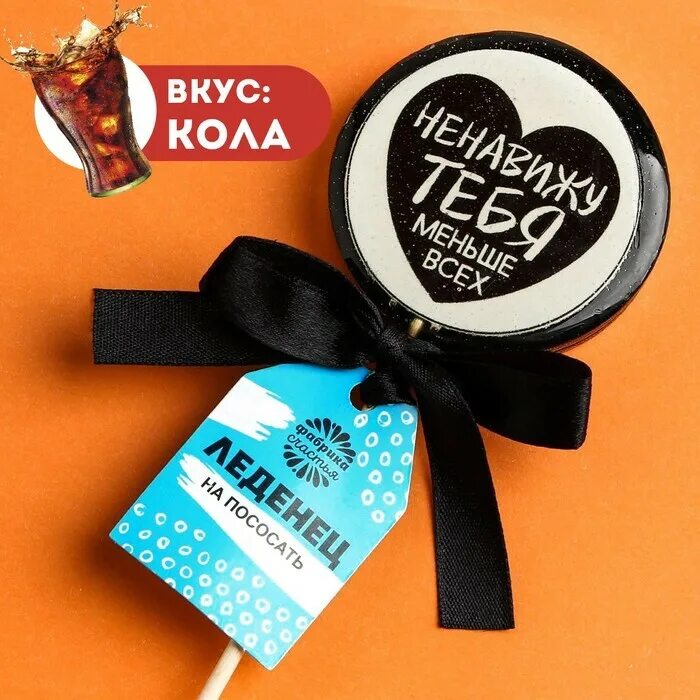 ВКУС:
КОЛА
НЕНАВИЖУ
ТЕБЯ
МЕНЬШЕ
ВСЕХ
фабрика
счастья
ЛЕДЕНЕЦ
НА ПОСОСАТЬ